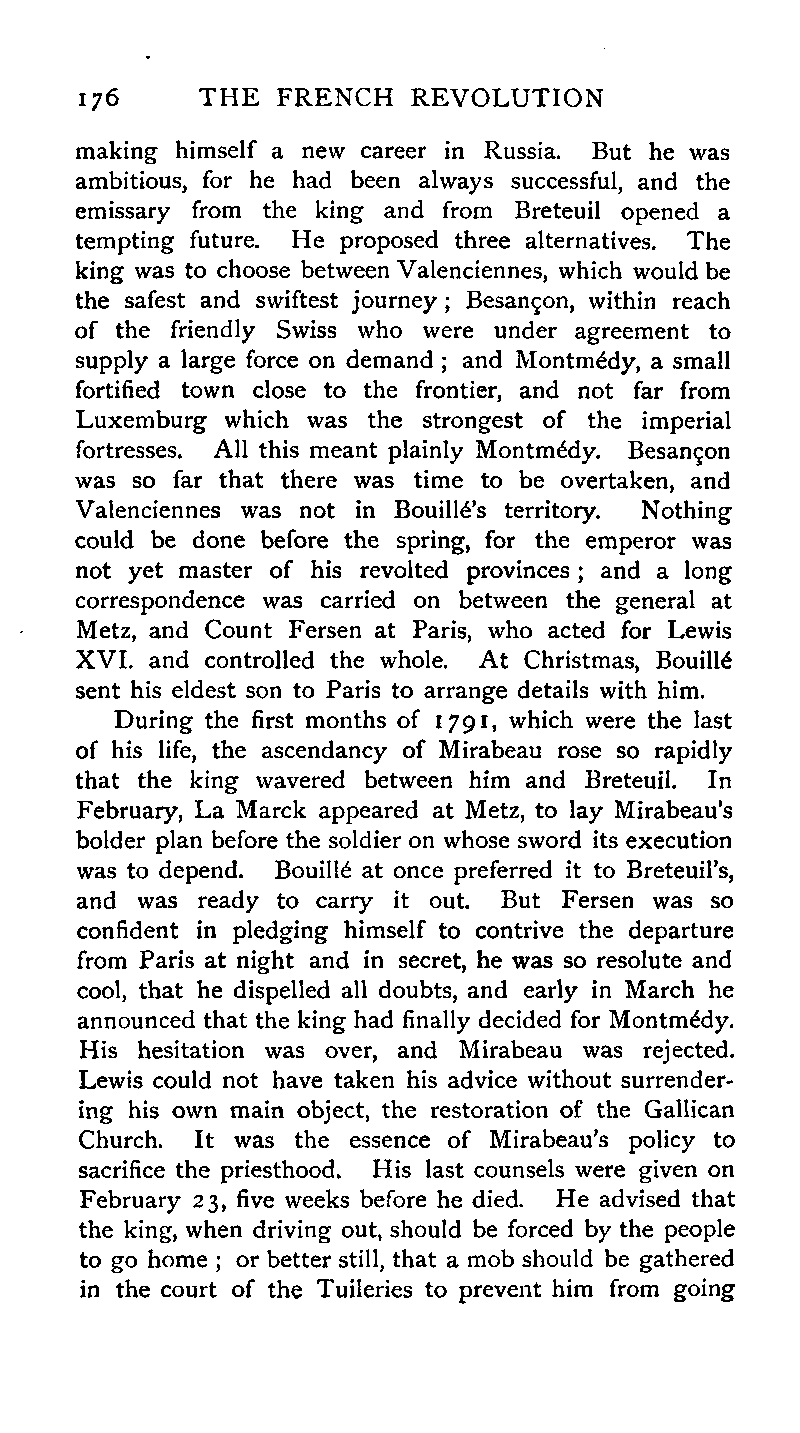 176 THE FRENCH REVOLUTION
making himself a new career in Russia. But he was
ambitious, for he had been always successful, and the
emissary from the king and from Breteuil opened a
tempting future. He proposed three alternatives. The
king was to choose between Valenciennes, which would be
the safest and swiftest journey ; Besançon, within reach
of the friendly Swiss who were under agreement to
supply a large force on demand ; and Montmédy, a small
fortified town close to the frontier, and not far from
Luxemburg which was the strongest of the imperial
fortresses. All this meant plainly Montmédy. Besançon
was so far that there was time to be overtaken, and
Valenciennes was not in Bouillé's territory. Nothing
could be done before the spring, for the emperor was
not yet master of his revolted provinces ; and a long
correspondence was carried on between the general at
Metz, and Count Fersen at Paris, who acted for Lewis
XVI. and controlled the whole. At Christmas, Bouillé
sent his eldest son to Paris to arrange details with him.
During the first months of 1791, which were the last
of his life, the ascendancy of Mirabeau rose so rapidly
that the king wavered between him and Breteuil. In
February, La Marck appeared at Metz, to lay Mirabeau's
bolder plan before the soldier on whose sword its execution
was to depend. Bouillé at once preferred it to Breteuil's,
and was ready to carry it out. But Fersen was so
confident in pledging himself to contrive the departure
from Paris at night and in secret, he was so resolute and
cool, that he dispelled all doubts, and early in March he
announced that the king had finally decided for Montmédy.
His hesitation was over, and Mirabeau was rejected.
Lewis could not have taken his advice without surrender-
ing his own main object, the restoration of the Gallican
Church. It was the essence of Mirabeau's policy to
sacrifice the priesthood. His last counsels were given on
February 23, five weeks before he died. He advised that
the king, when driving out, should be forced by the people
to go home ; or better still, that a mob should be gathered
in the court of the Tuileries to prevent him from going